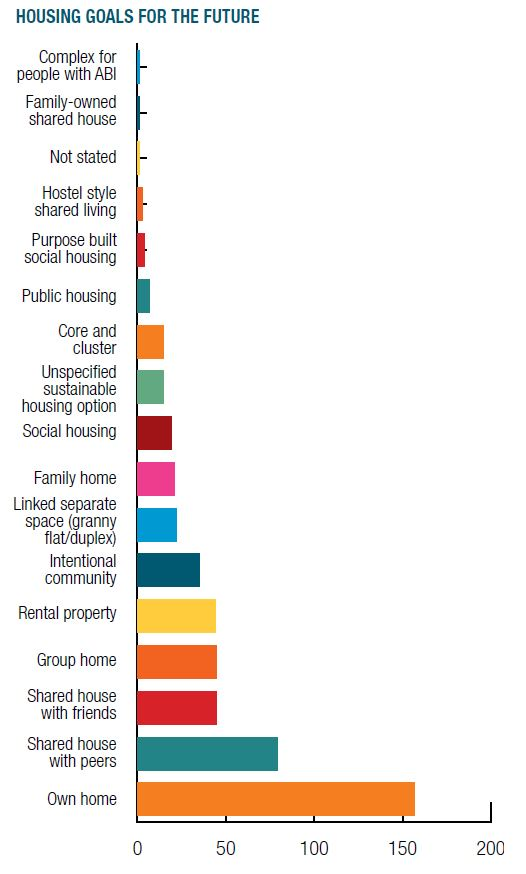 HOUSING GOALS FOR THE FUTURE
Complex for
people with ABI
Family-owned
shared house
Not stated
Hostel style
shared living
Purpose built
social housing
Public housing
Core and
cluster
Unspecified
sustainable
housing option
Social housing
Family home
Linked separate
space (granny
flat/duplex)
Intentional
community
Rental property
Group home
Shared house
with friends
Shared house
with peers
Own home
0 50 100 150 200